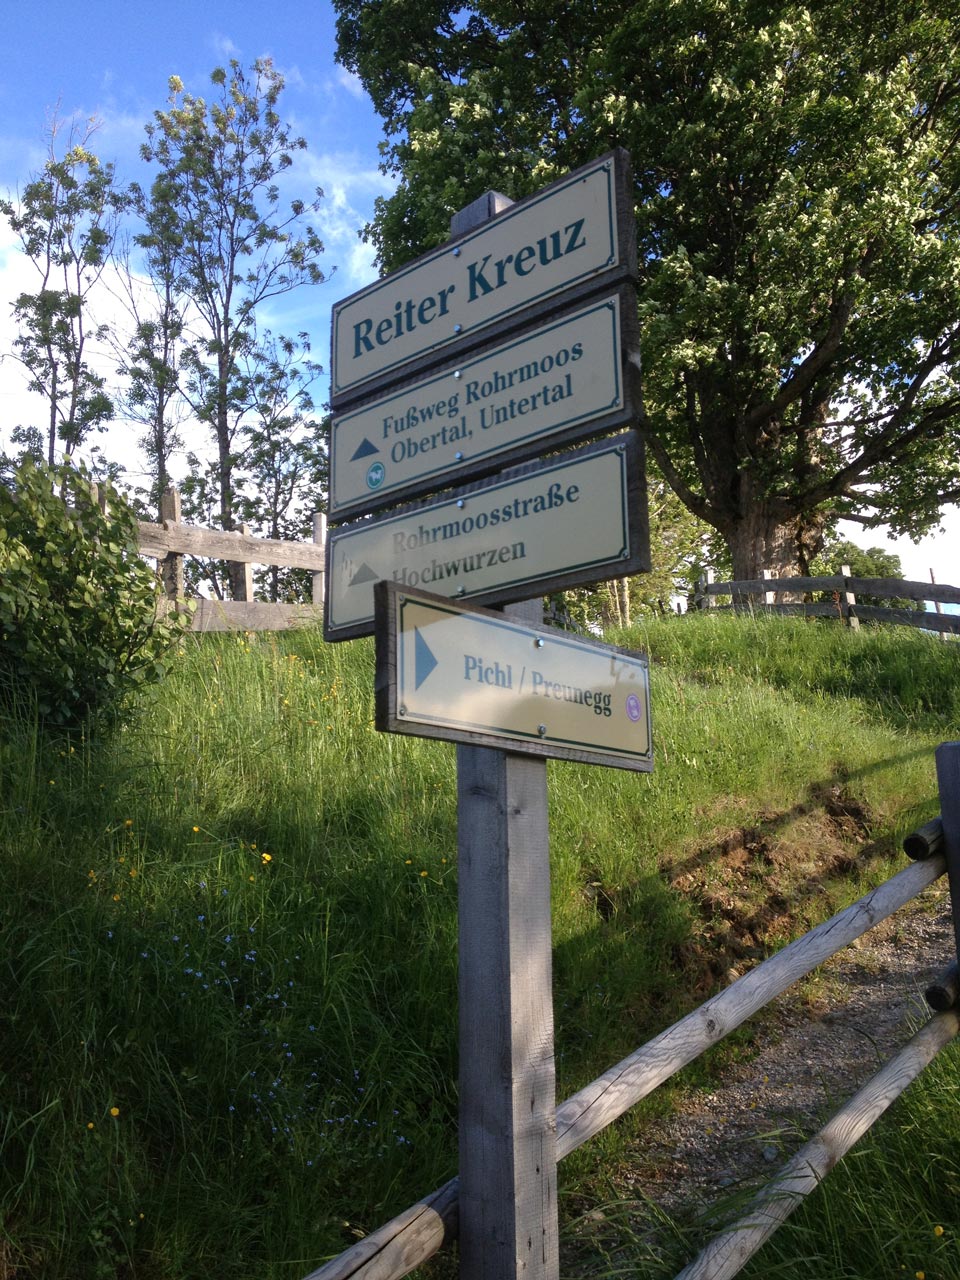 Reiter Kreuz
Fußweg Rohrmoos
Obertal, Untertal
Rohrmoosstraße
Hochwurzen
Pichl / Preunegg